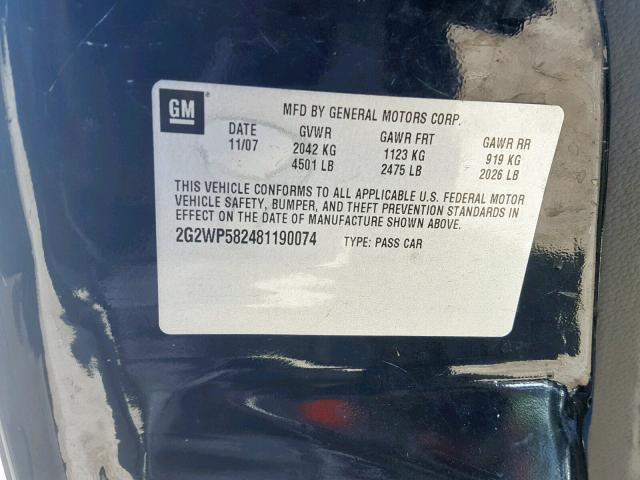 GM
MFD BY GENERAL MOTORS CORP.
DATE GVWR GAWR FRT GAWR RR
11/07 2042 KG 1123 KG 919 KG
4501 LB 2475 LB 2026 LB
THIS VEHICLE CONFORMS TO ALL APPLICABLE U.S. FEDERAL MOTOR
VEHICLE SAFETY, BUMPER, AND THEFT PREVENTION STANDARDS IN
EFFECT ON THE DATE OF MANUFACTURE SHOWN ABOVE.
2G2WP582481190074 TYPE: PASS CAR